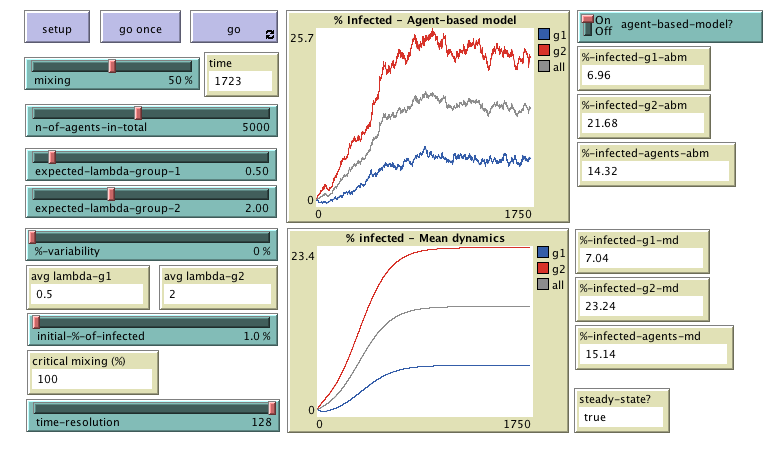 setup
go once
go
mixing 50 %
time
1723
n-of-agents-in-total 5000
expected-lambda-group-1 0.50
expected-lambda-group-2 2.00
%-variability 0 %
avg lambda-g1
0.5
avg lambda-g2
2
initial-%-of-infected 1.0 %
critical mixing (%)
100
time-resolution 128
% Infected - Agent-based model
25.7
0
0 1750
g1
g2
all
% infected - Mean dynamics
23.4
0
0 1750
g1
g2
all
On
Off
agent-based-model?
%-infected-g1-abm
6.96
%-infected-g2-abm
21.68
%-infected-agents-abm
14.32
%-infected-g1-md
7.04
%-infected-g2-md
23.24
%-infected-agents-md
15.14
steady-state?
true